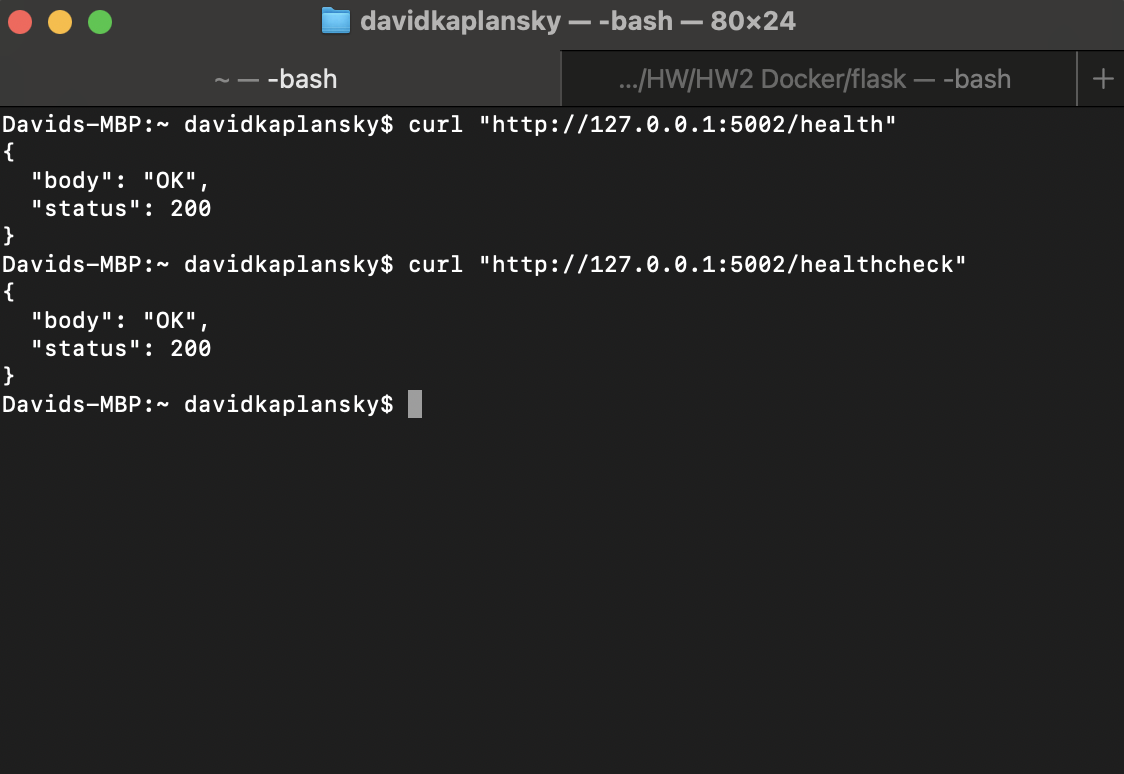 davidkaplansky — -bash — 80×24
~ — -bash
.../HW/HW2 Docker/flask — -bash
+
Davids-MBP:~ davidkaplansky$ curl "http://127.0.0.1:5002/health"
{
  "body": "OK",
  "status": 200
}
Davids-MBP:~ davidkaplansky$ curl "http://127.0.0.1:5002/healthcheck"
{
  "body": "OK",
  "status": 200
}
Davids-MBP:~ davidkaplansky$